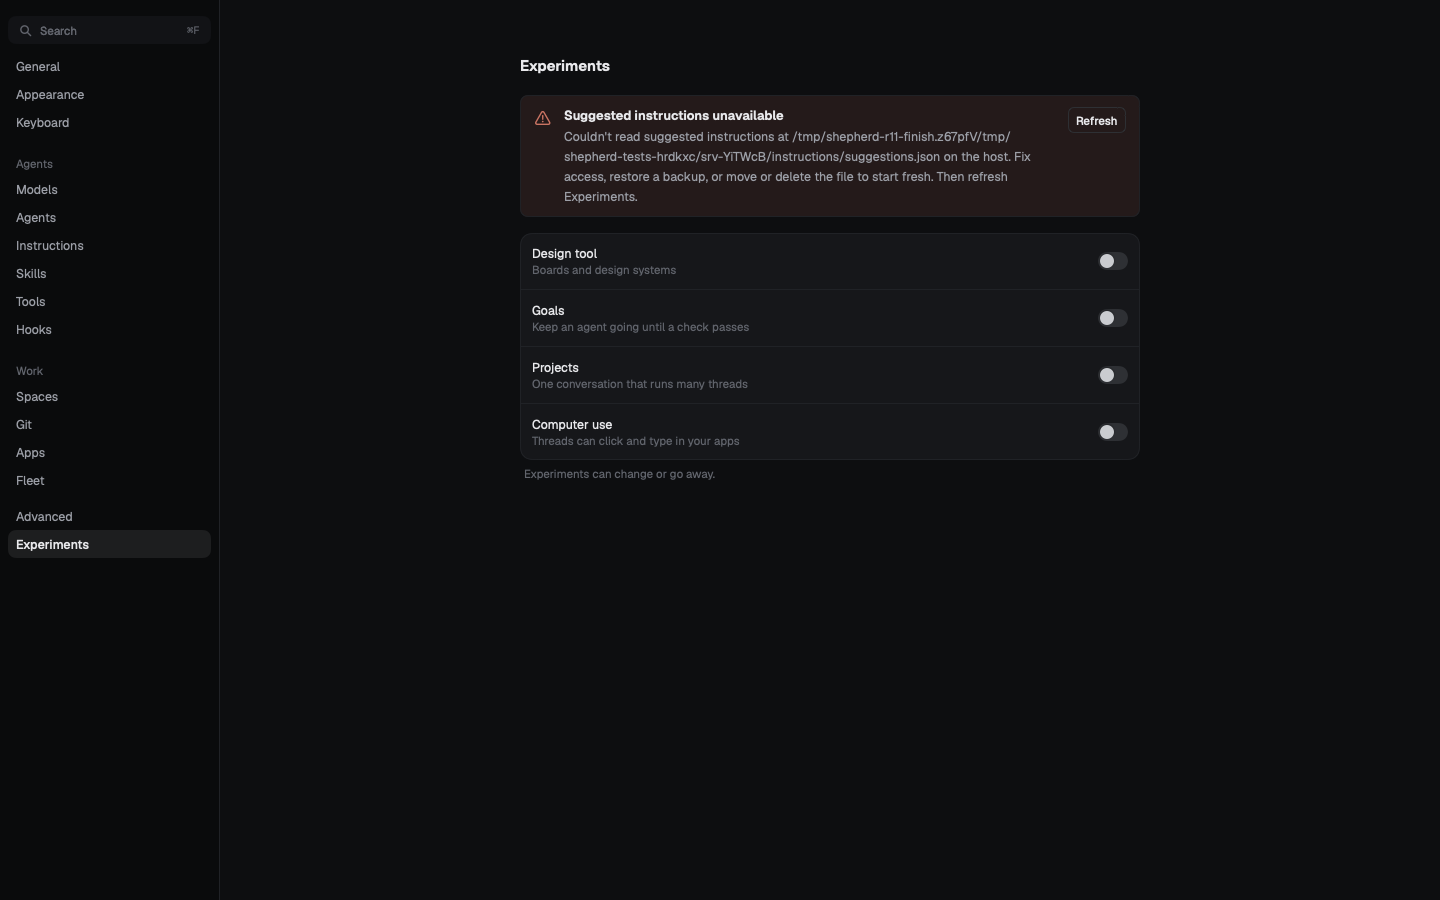 Search ⌘F
General
Appearance
Keyboard
Agents
Models
Agents
Instructions
Skills
Tools
Hooks
Work
Spaces
Git
Apps
Fleet
Advanced
Experiments
Experiments
Suggested instructions unavailable
Refresh
Couldn't read suggested instructions at /tmp/shepherd-r11-finish.z67pfV/tmp/
shepherd-tests-hrdkxc/srv-YiTWcB/instructions/suggestions.json on the host. Fix
access, restore a backup, or move or delete the file to start fresh. Then refresh
Experiments.
Design tool
Boards and design systems
Goals
Keep an agent going until a check passes
Projects
One conversation that runs many threads
Computer use
Threads can click and type in your apps
Experiments can change or go away.